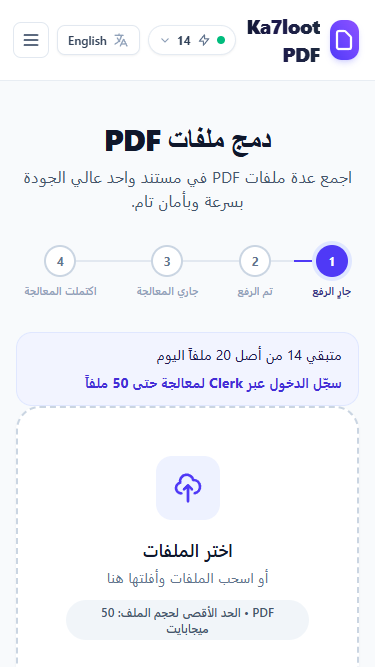 Ka7loot
PDF
14
English
دمج ملفات PDF
اجمع عدة ملفات PDF في مستند واحد عالي الجودة
بسرعة وبأمان تام.
1
2
3
4
جارٍ الرفع
تم الرفع
جاري المعالجة
اكتملت المعالجة
متبقي 14 من أصل 20 ملفاً اليوم
سجّل الدخول عبر Clerk لمعالجة حتى 50 ملفاً
اختر الملفات
أو اسحب الملفات وأفلتها هنا
PDF • الحد الأقصى لحجم الملف: 50
ميجابايت